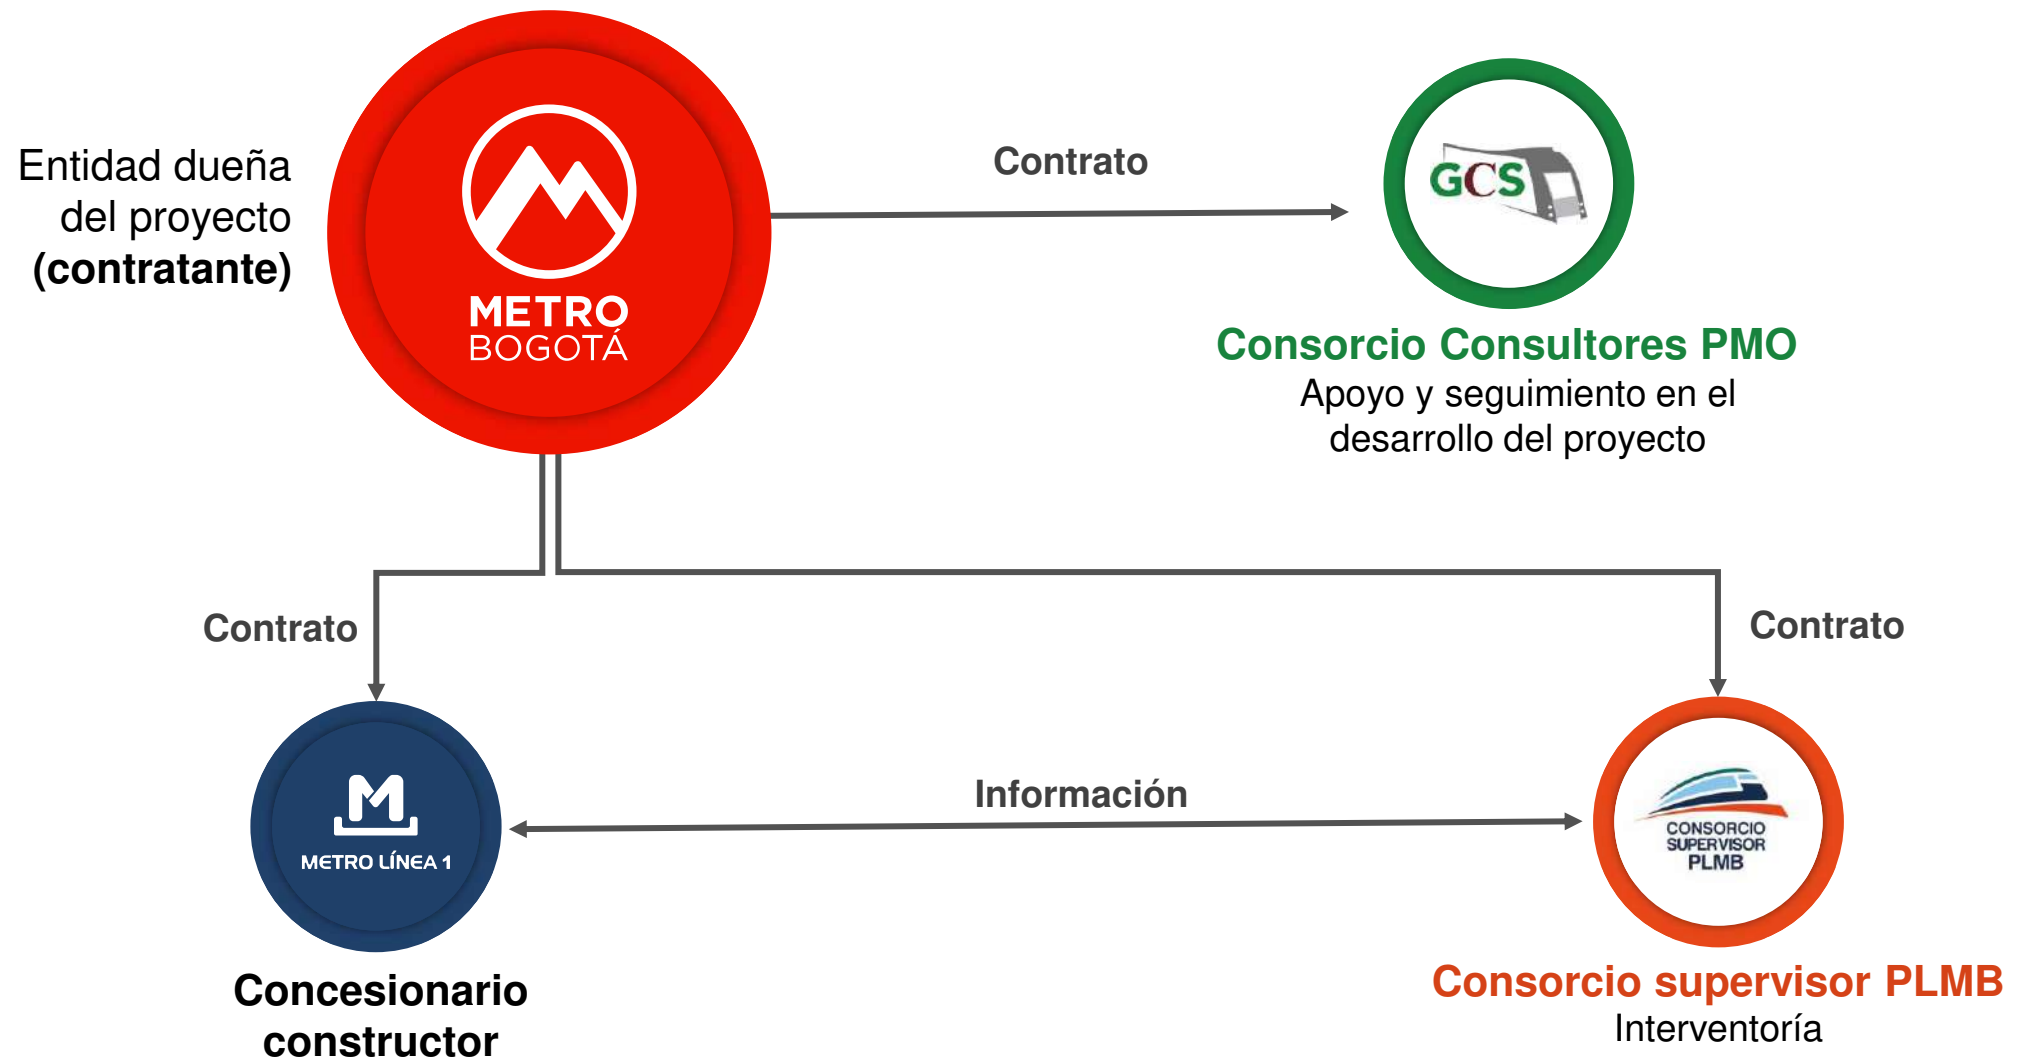 Entidad dueña
del proyecto
(contratante)
METRO
BOGOTÁ
Contrato
GCS
Consorcio Consultores PMO
Apoyo y seguimiento en el
desarrollo del proyecto
Contrato
Contrato
METRO LÍNEA 1
Información
CONSORCIO
SUPERVISOR
PLMB
Concesionario
constructor
Consorcio supervisor PLMB
Interventoría